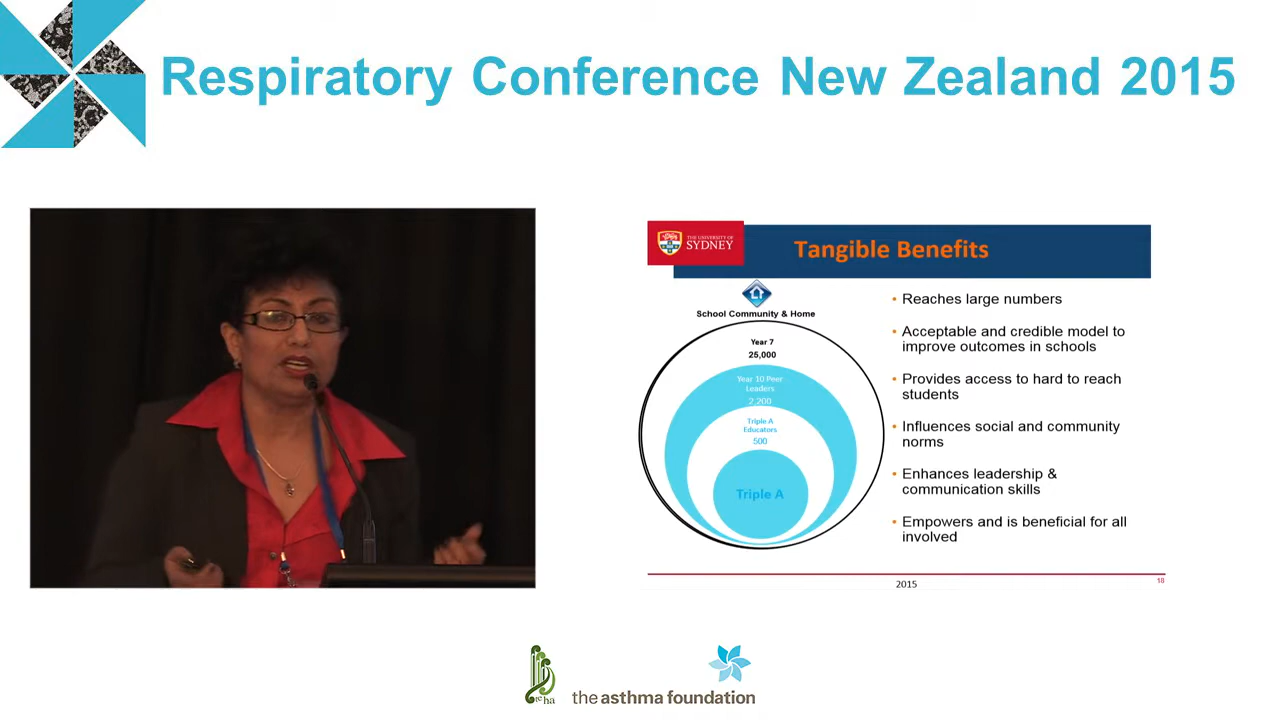 Respiratory Conference New Zealand 2015
THE UNIVERSITY OF
SYDNEY
Tangible Benefits
School Community & Home
Year 7
25,000
Year 10 Peer
Leaders
2,200
Triple A
Educators
500
Triple A
• Reaches large numbers
• Acceptable and credible model to
improve outcomes in schools
• Provides access to hard to reach
students
• Influences social and community
norms
• Enhances leadership &
communication skills
• Empowers and is beneficial for all
involved
2015
the asthma foundation